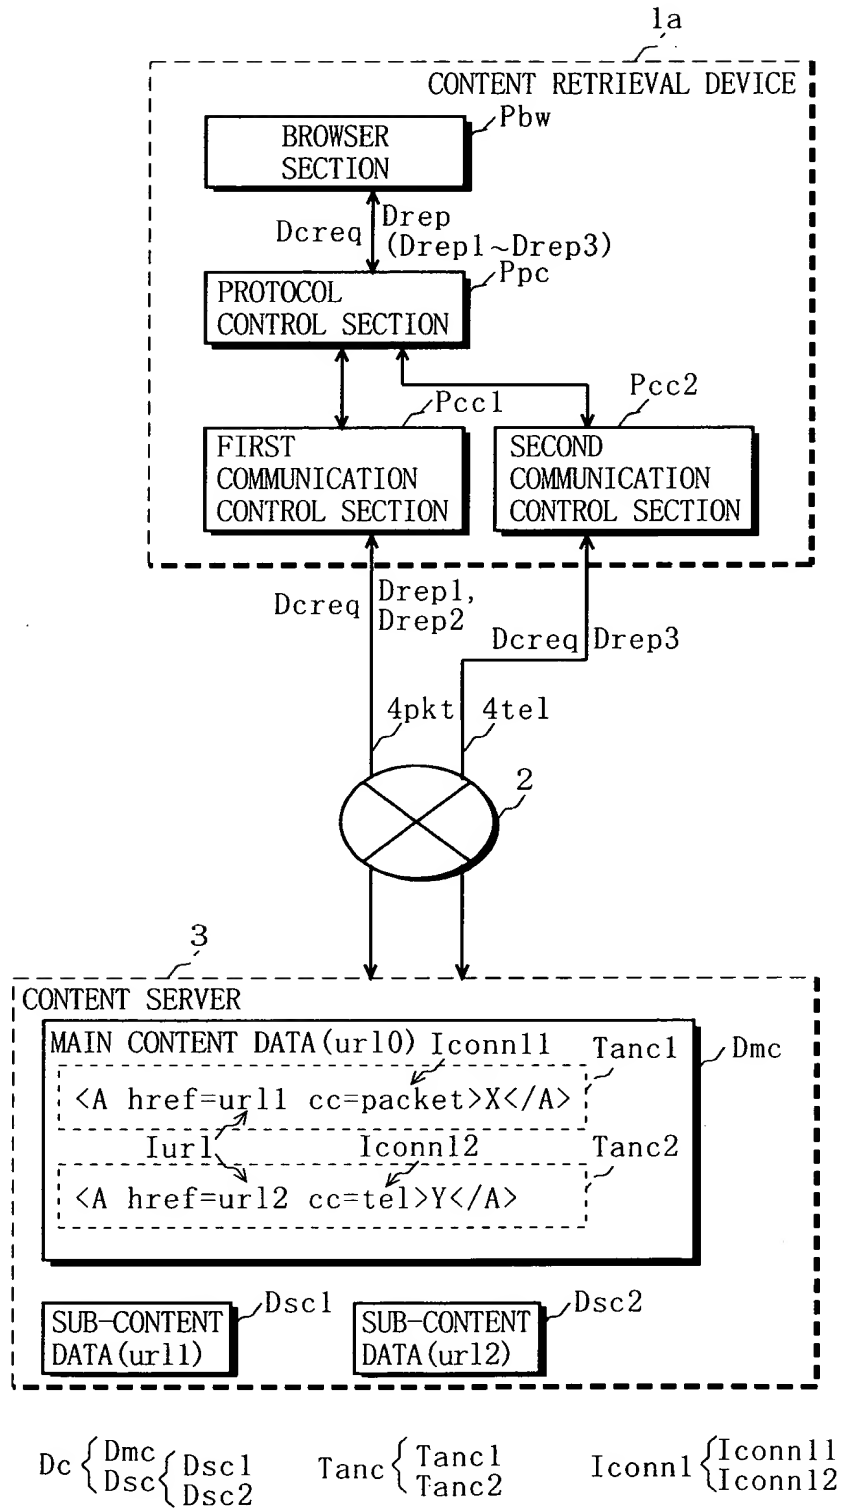 1a
CONTENT RETRIEVAL DEVICE
Pbw
BROWSER
SECTION
Dcreq
Drep
(Drep1~Drep3)
Ppc
PROTOCOL
CONTROL SECTION
Pcc1
Pcc2
FIRST
COMMUNICATION
CONTROL SECTION
SECOND
COMMUNICATION
CONTROL SECTION
Dcreq
Drep1,
Drep2
Dcreq
Drep3
4pkt
4tel
2
3
CONTENT SERVER
MAIN CONTENT DATA(url0)
Iconn11
Tanc1
Dmc
<A href=url1 cc=packet>X</A>
Iurl
Iconn12
Tanc2
<A href=url2 cc=tel>Y</A>
Dsc1
Dsc2
SUB-CONTENT
DATA(url1)
SUB-CONTENT
DATA(url2)
Dc { Dmc
Dsc { Dsc1
Dsc2
Tanc { Tanc1
Tanc2
Iconn1 { Iconn11
Iconn12